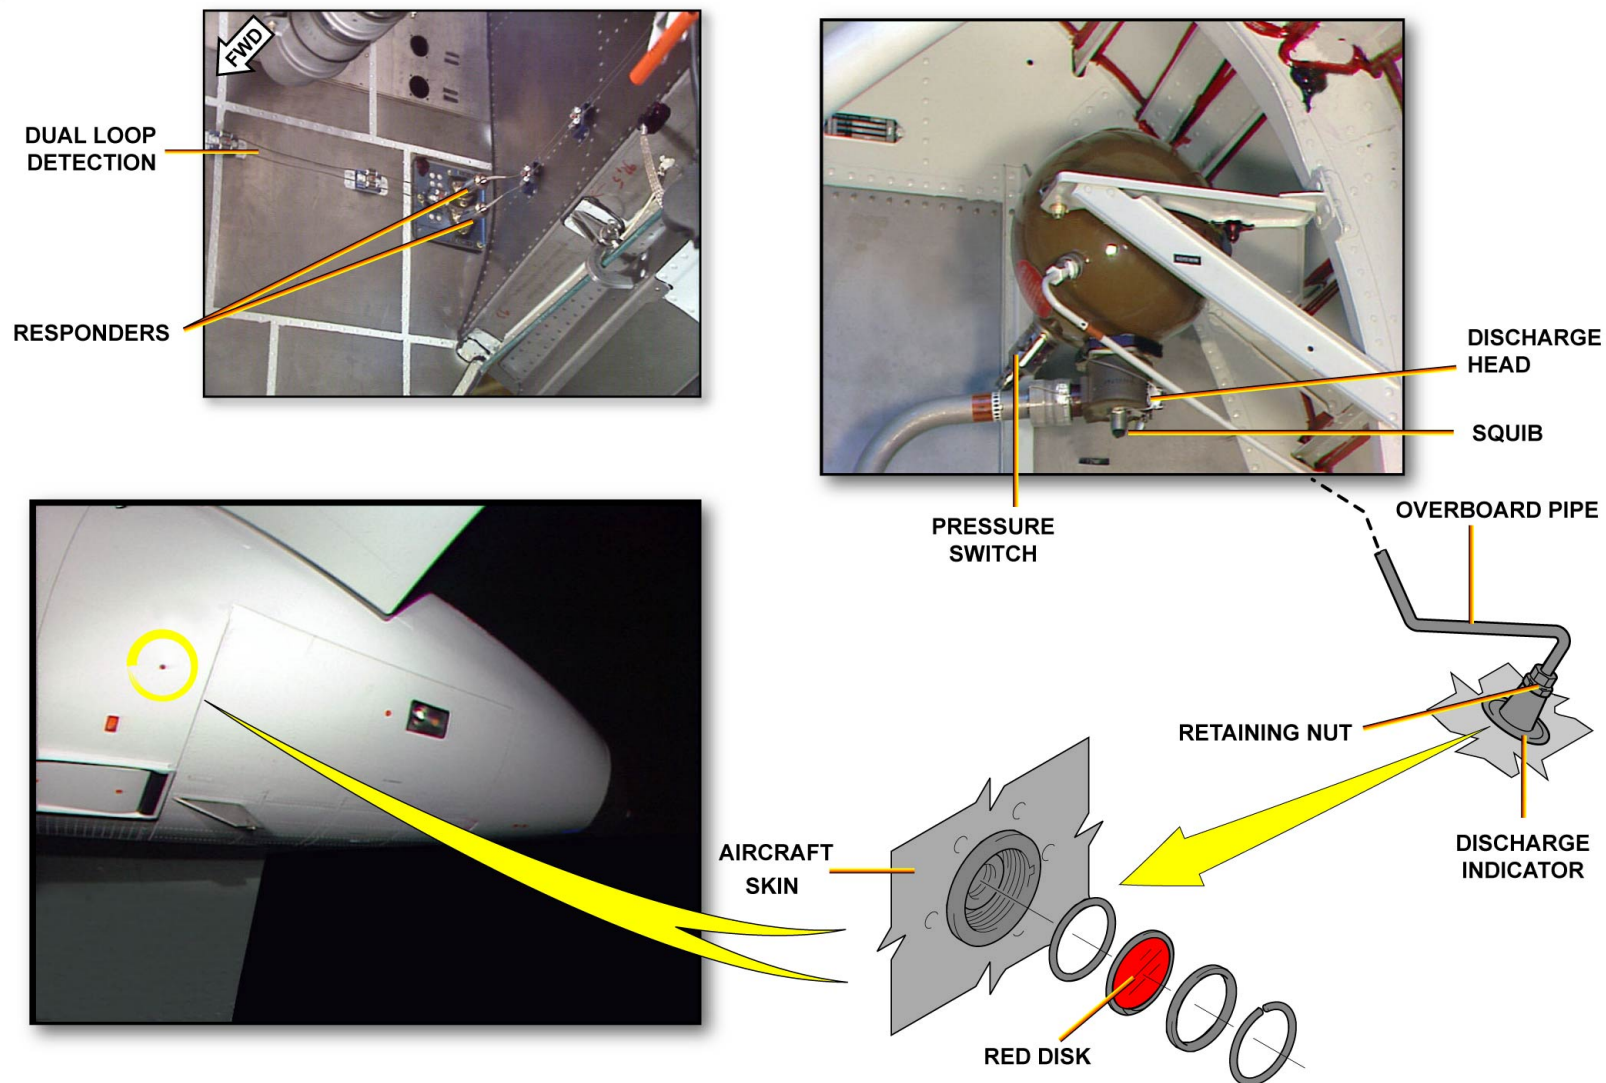 FWD
DUAL LOOP
DETECTION
RESPONDERS
DISCHARGE
HEAD
SQUIB
PRESSURE
SWITCH
OVERBOARD PIPE
RETAINING NUT
DISCHARGE
INDICATOR
AIRCRAFT
SKIN
RED DISK